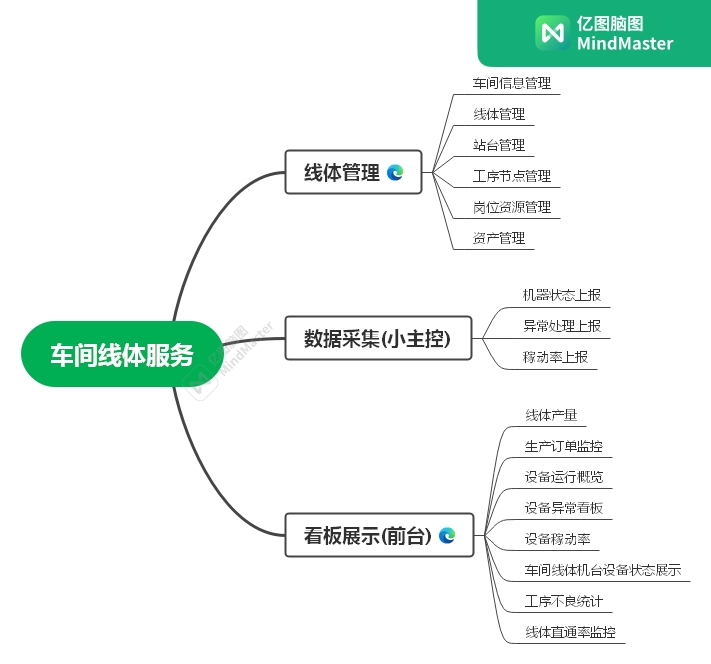 亿图脑图
MindMaster
车间信息管理
线体管理
站台管理
线体管理
工序节点管理
岗位资源管理
资产管理
机器状态上报
数据采集(小主控)
异常处理上报
车间线体服务
亿图脑图
MindMaster
稼动率上报
线体产量
生产订单监控
设备运行概览
设备异常看板
看板展示(前台)
设备稼动率
车间线体机台设备状态展示
工序不良统计
线体直通率监控